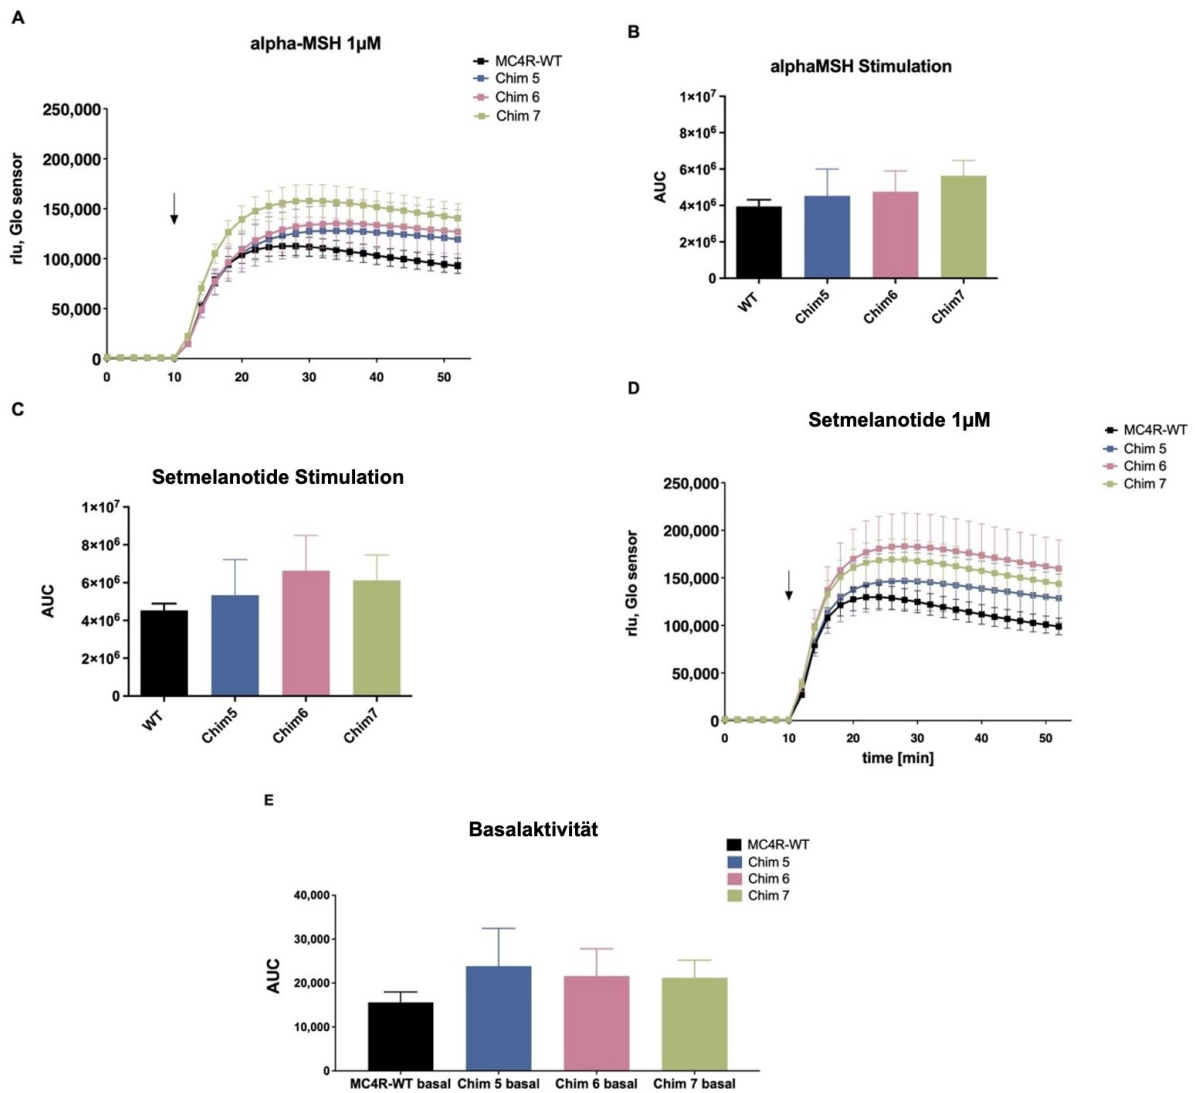 A
alpha-MSH 1µM
MC4R-WT
Chim 5
Chim 6
Chim 7
rlu, Glo sensor
250,000
200,000
150,000
100,000
50,000
0
0 10 20 30 40 50
B
alphaMSH Stimulation
AUC
1×10⁷
8×10⁶
6×10⁶
4×10⁶
2×10⁶
0
WT Chim5 Chim6 Chim7
C
Setmelanotide Stimulation
AUC
1×10⁷
8×10⁶
6×10⁶
4×10⁶
2×10⁶
0
WT Chim5 Chim6 Chim7
D
Setmelanotide 1µM
MC4R-WT
Chim 5
Chim 6
Chim 7
rlu, Glo sensor
250,000
200,000
150,000
100,000
50,000
0
0 10 20 30 40 50
time [min]
E
Basalaktivität
MC4R-WT
Chim 5
Chim 6
Chim 7
AUC
40,000
30,000
20,000
10,000
0
MC4R-WT basal Chim 5 basal Chim 6 basal Chim 7 basal